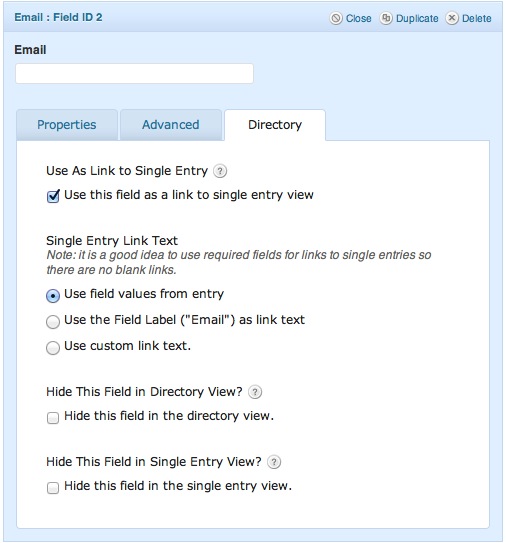 Email : Field ID 2 Close Duplicate Delete
Email
Properties Advanced Directory
Use As Link to Single Entry ?
Use this field as a link to single entry view
Single Entry Link Text
Note: it is a good idea to use required fields for links to single entries so
there are no blank links.
Use field values from entry
Use the Field Label ("Email") as link text
Use custom link text.
Hide This Field in Directory View? ?
Hide this field in the directory view.
Hide This Field in Single Entry View? ?
Hide this field in the single entry view.